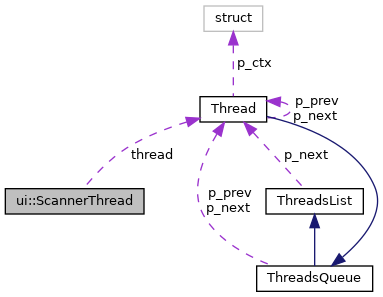 struct
p_ctx
Thread
p_prev
p_next
thread
p_next
p_prev
p_next
ui::ScannerThread
ThreadsList
ThreadsQueue